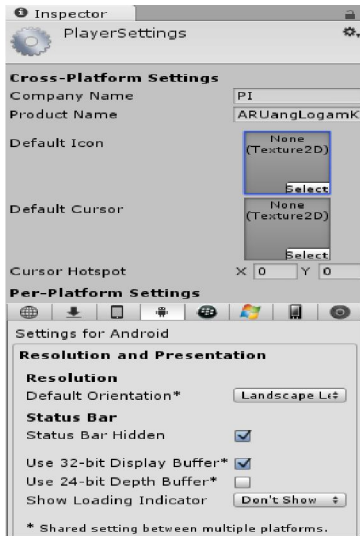 Inspector
PlayerSettings
Cross-Platform Settings
Company Name PI
Product Name ARUangLogamK
Default Icon None
(Texture2D)
Select
Default Cursor None
(Texture2D)
Select
Cursor Hotspot X 0 Y 0
Per-Platform Settings
Settings for Android
Resolution and Presentation
Resolution
Default Orientation* Landscape Le
Status Bar
Status Bar Hidden
Use 32-bit Display Buffer*
Use 24-bit Depth Buffer*
Show Loading Indicator Don't Show
* Shared setting between multiple platforms.